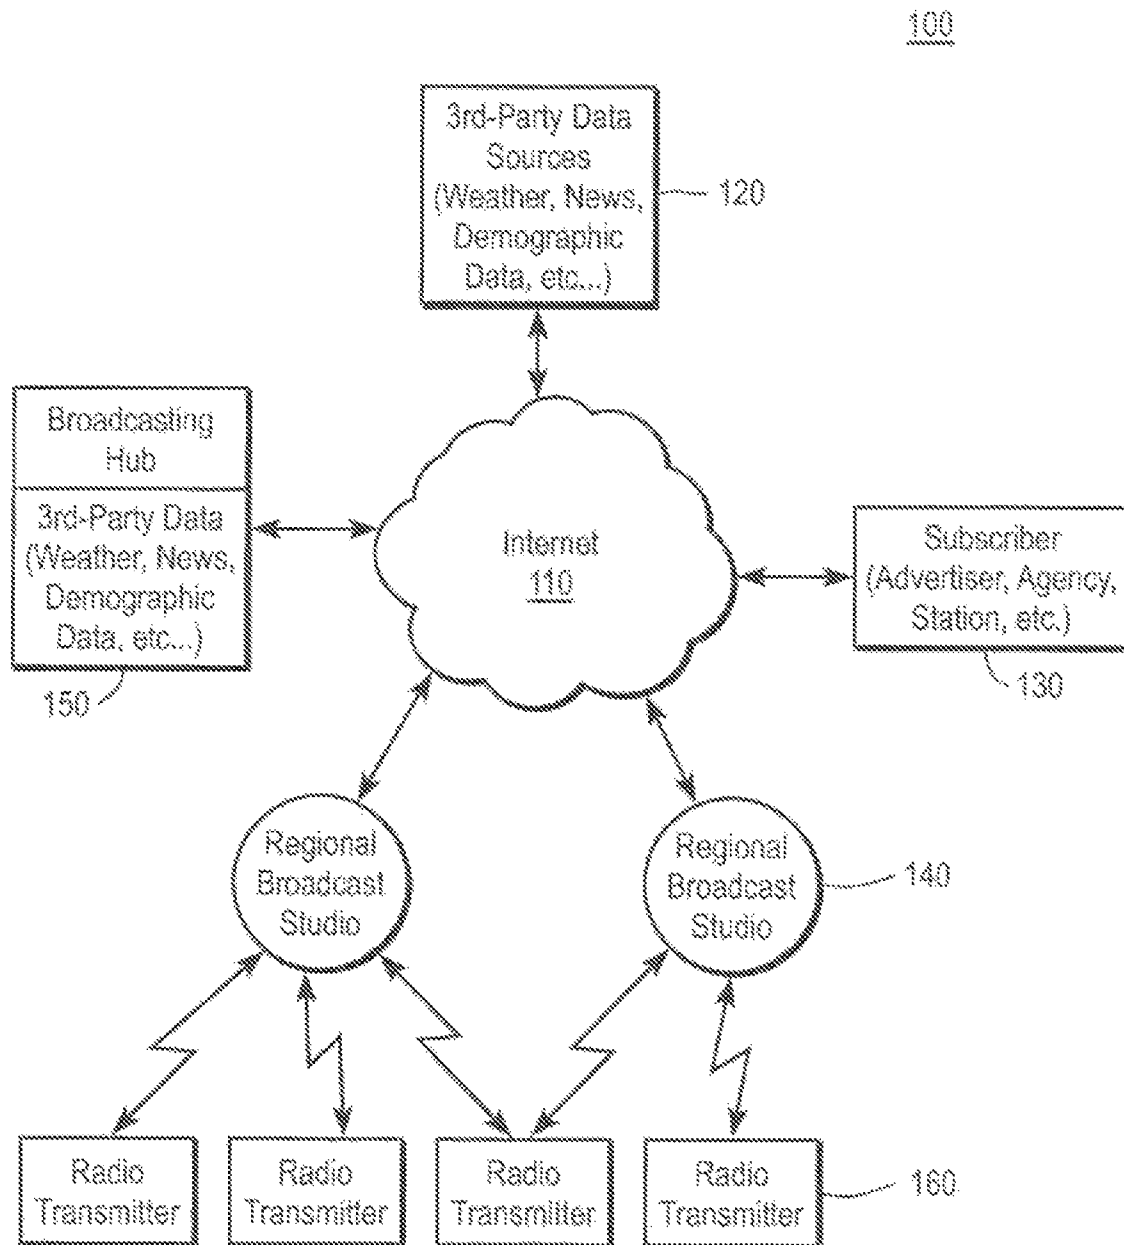 100
3rd-Party Data
Sources
(Weather, News,
Demographic
Data, etc...)
120
Broadcasting
Hub
3rd-Party Data
(Weather, News,
Demographic
Data, etc...)
150
Internet
110
Subscriber
(Advertiser, Agency,
Station, etc.)
130
Regional
Broadcast
Studio
Regional
Broadcast
Studio
140
Radio
Transmitter
Radio
Transmitter
Radio
Transmitter
Radio
Transmitter
160